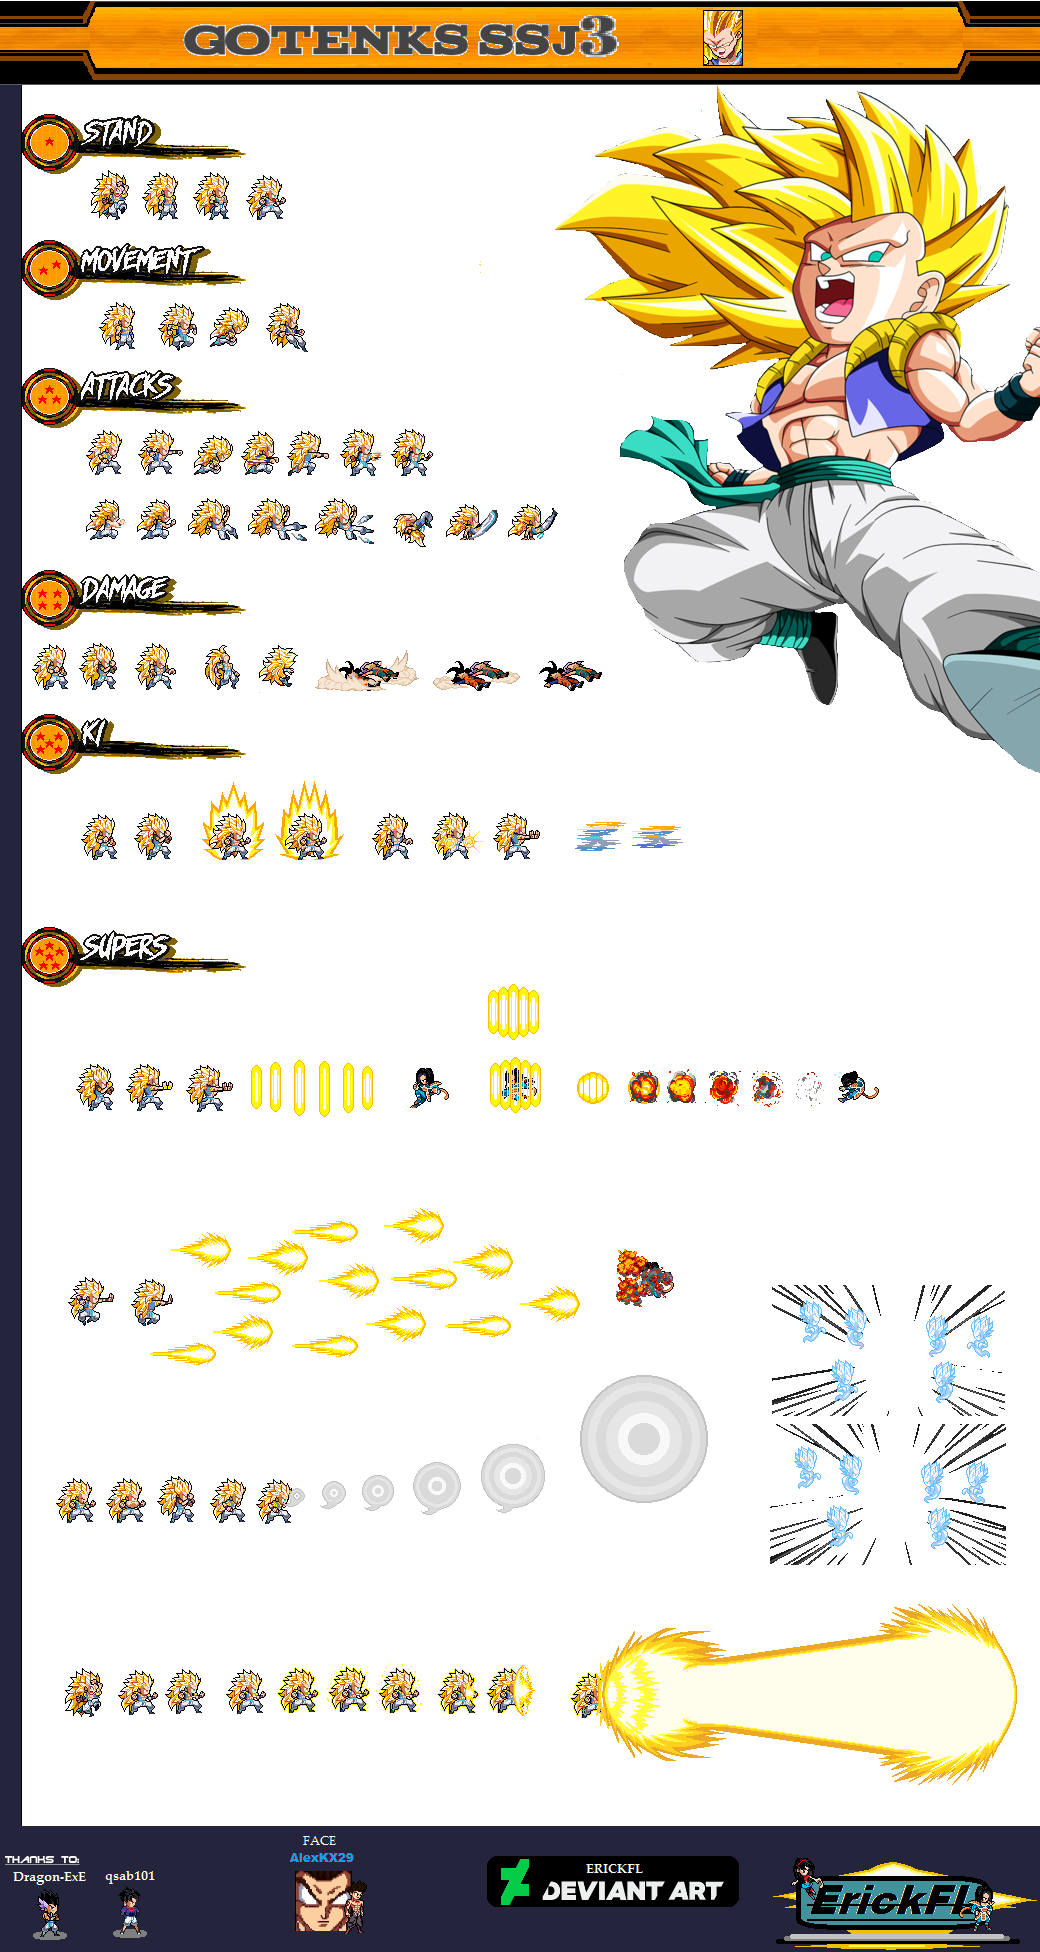 GOTENKS SSJ3
STAND
MOVEMENT
ATTACKS
DAMAGE
KI
SUPERS
THANKS TO:
Dragon-ExE
qsab101
FACE
AlexKX29
ERICKFL
DEVIANT ART
ErickFL